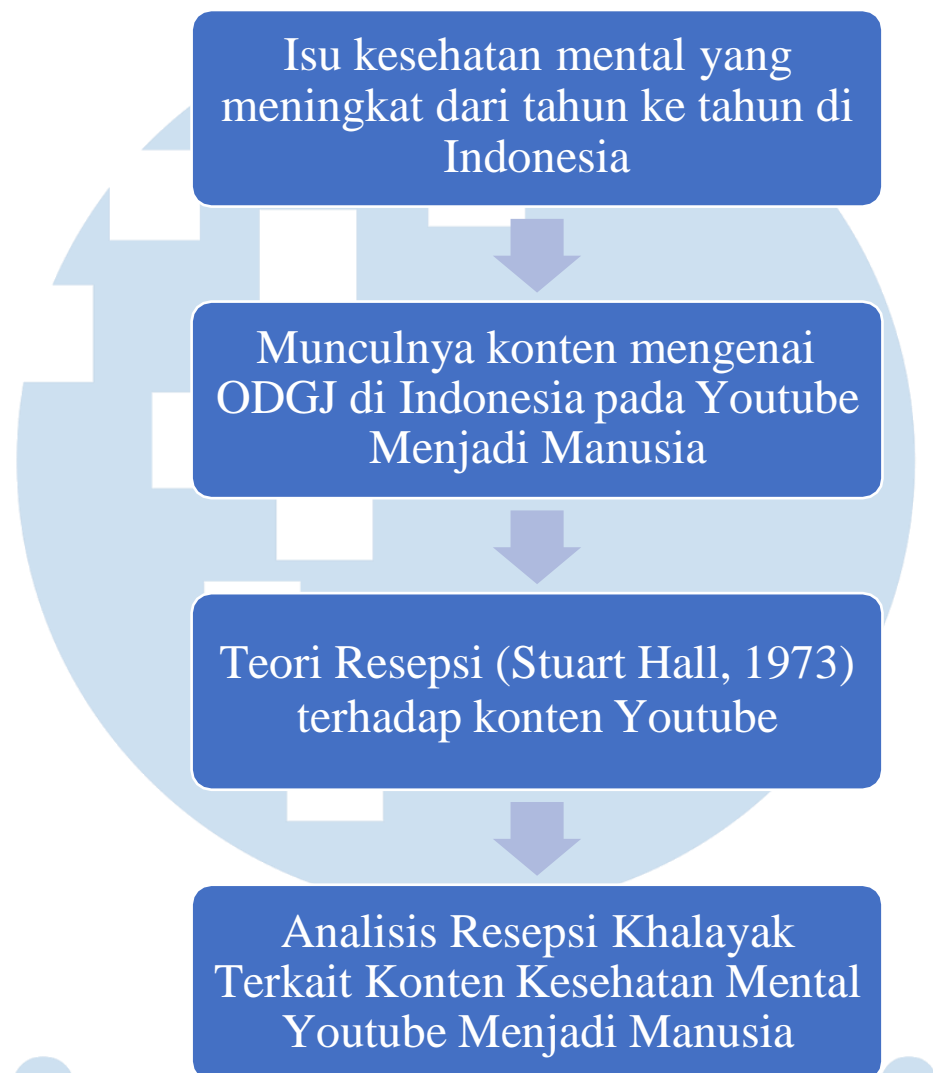 Isu kesehatan mental yang
meningkat dari tahun ke tahun di
Indonesia
Munculnya konten mengenai
ODGJ di Indonesia pada Youtube
Menjadi Manusia
Teori Resepsi (Stuart Hall, 1973)
terhadap konten Youtube
Analisis Resepsi Khalayak
Terkait Konten Kesehatan Mental
Youtube Menjadi Manusia